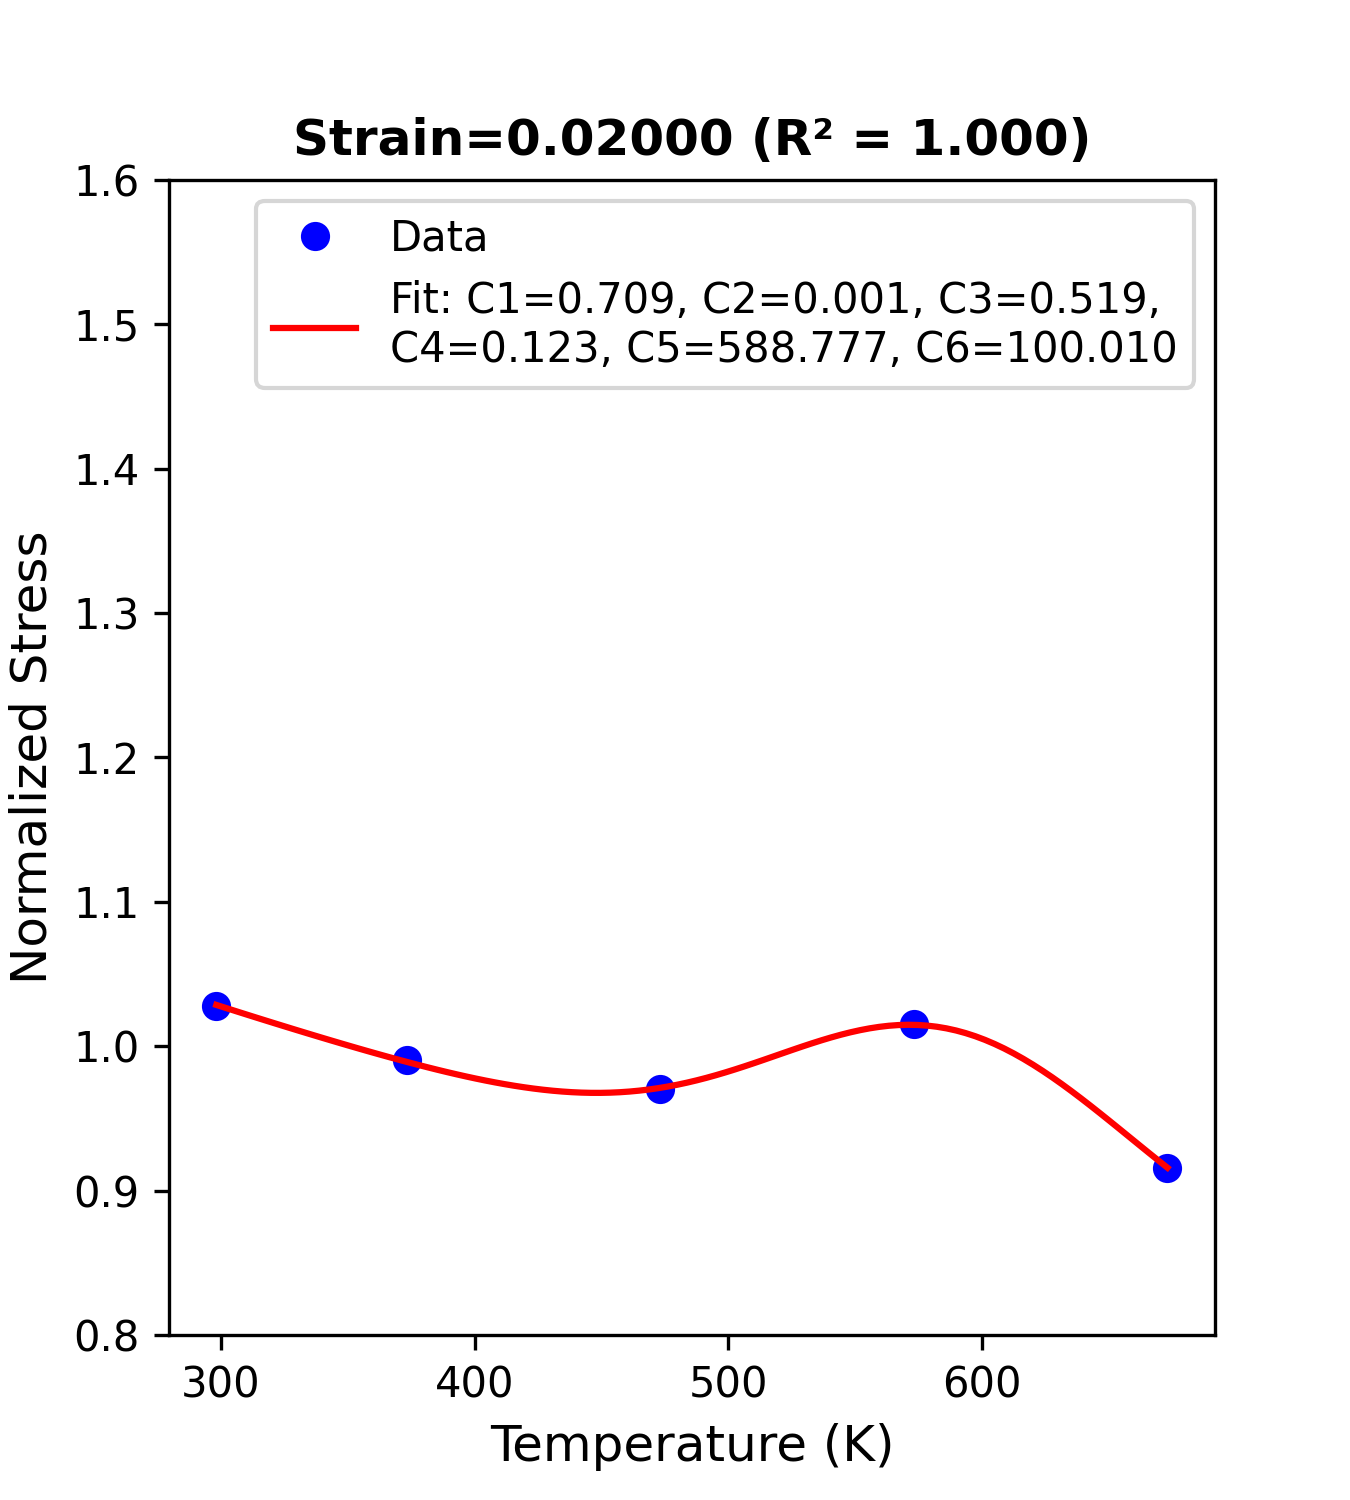 Strain=0.02000 (R² = 1.000)
1.6
1.5
1.4
1.3
1.2
1.1
1.0
0.9
0.8
Data
Fit: C1=0.709, C2=0.001, C3=0.519,
C4=0.123, C5=588.777, C6=100.010
Normalized Stress
300 400 500 600
Temperature (K)